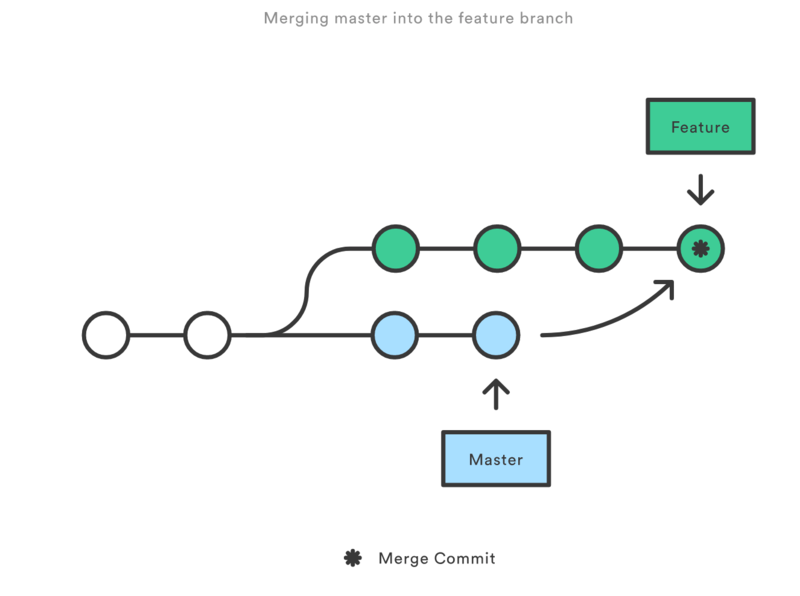 Merging master into the feature branch
Feature
Master
Merge Commit